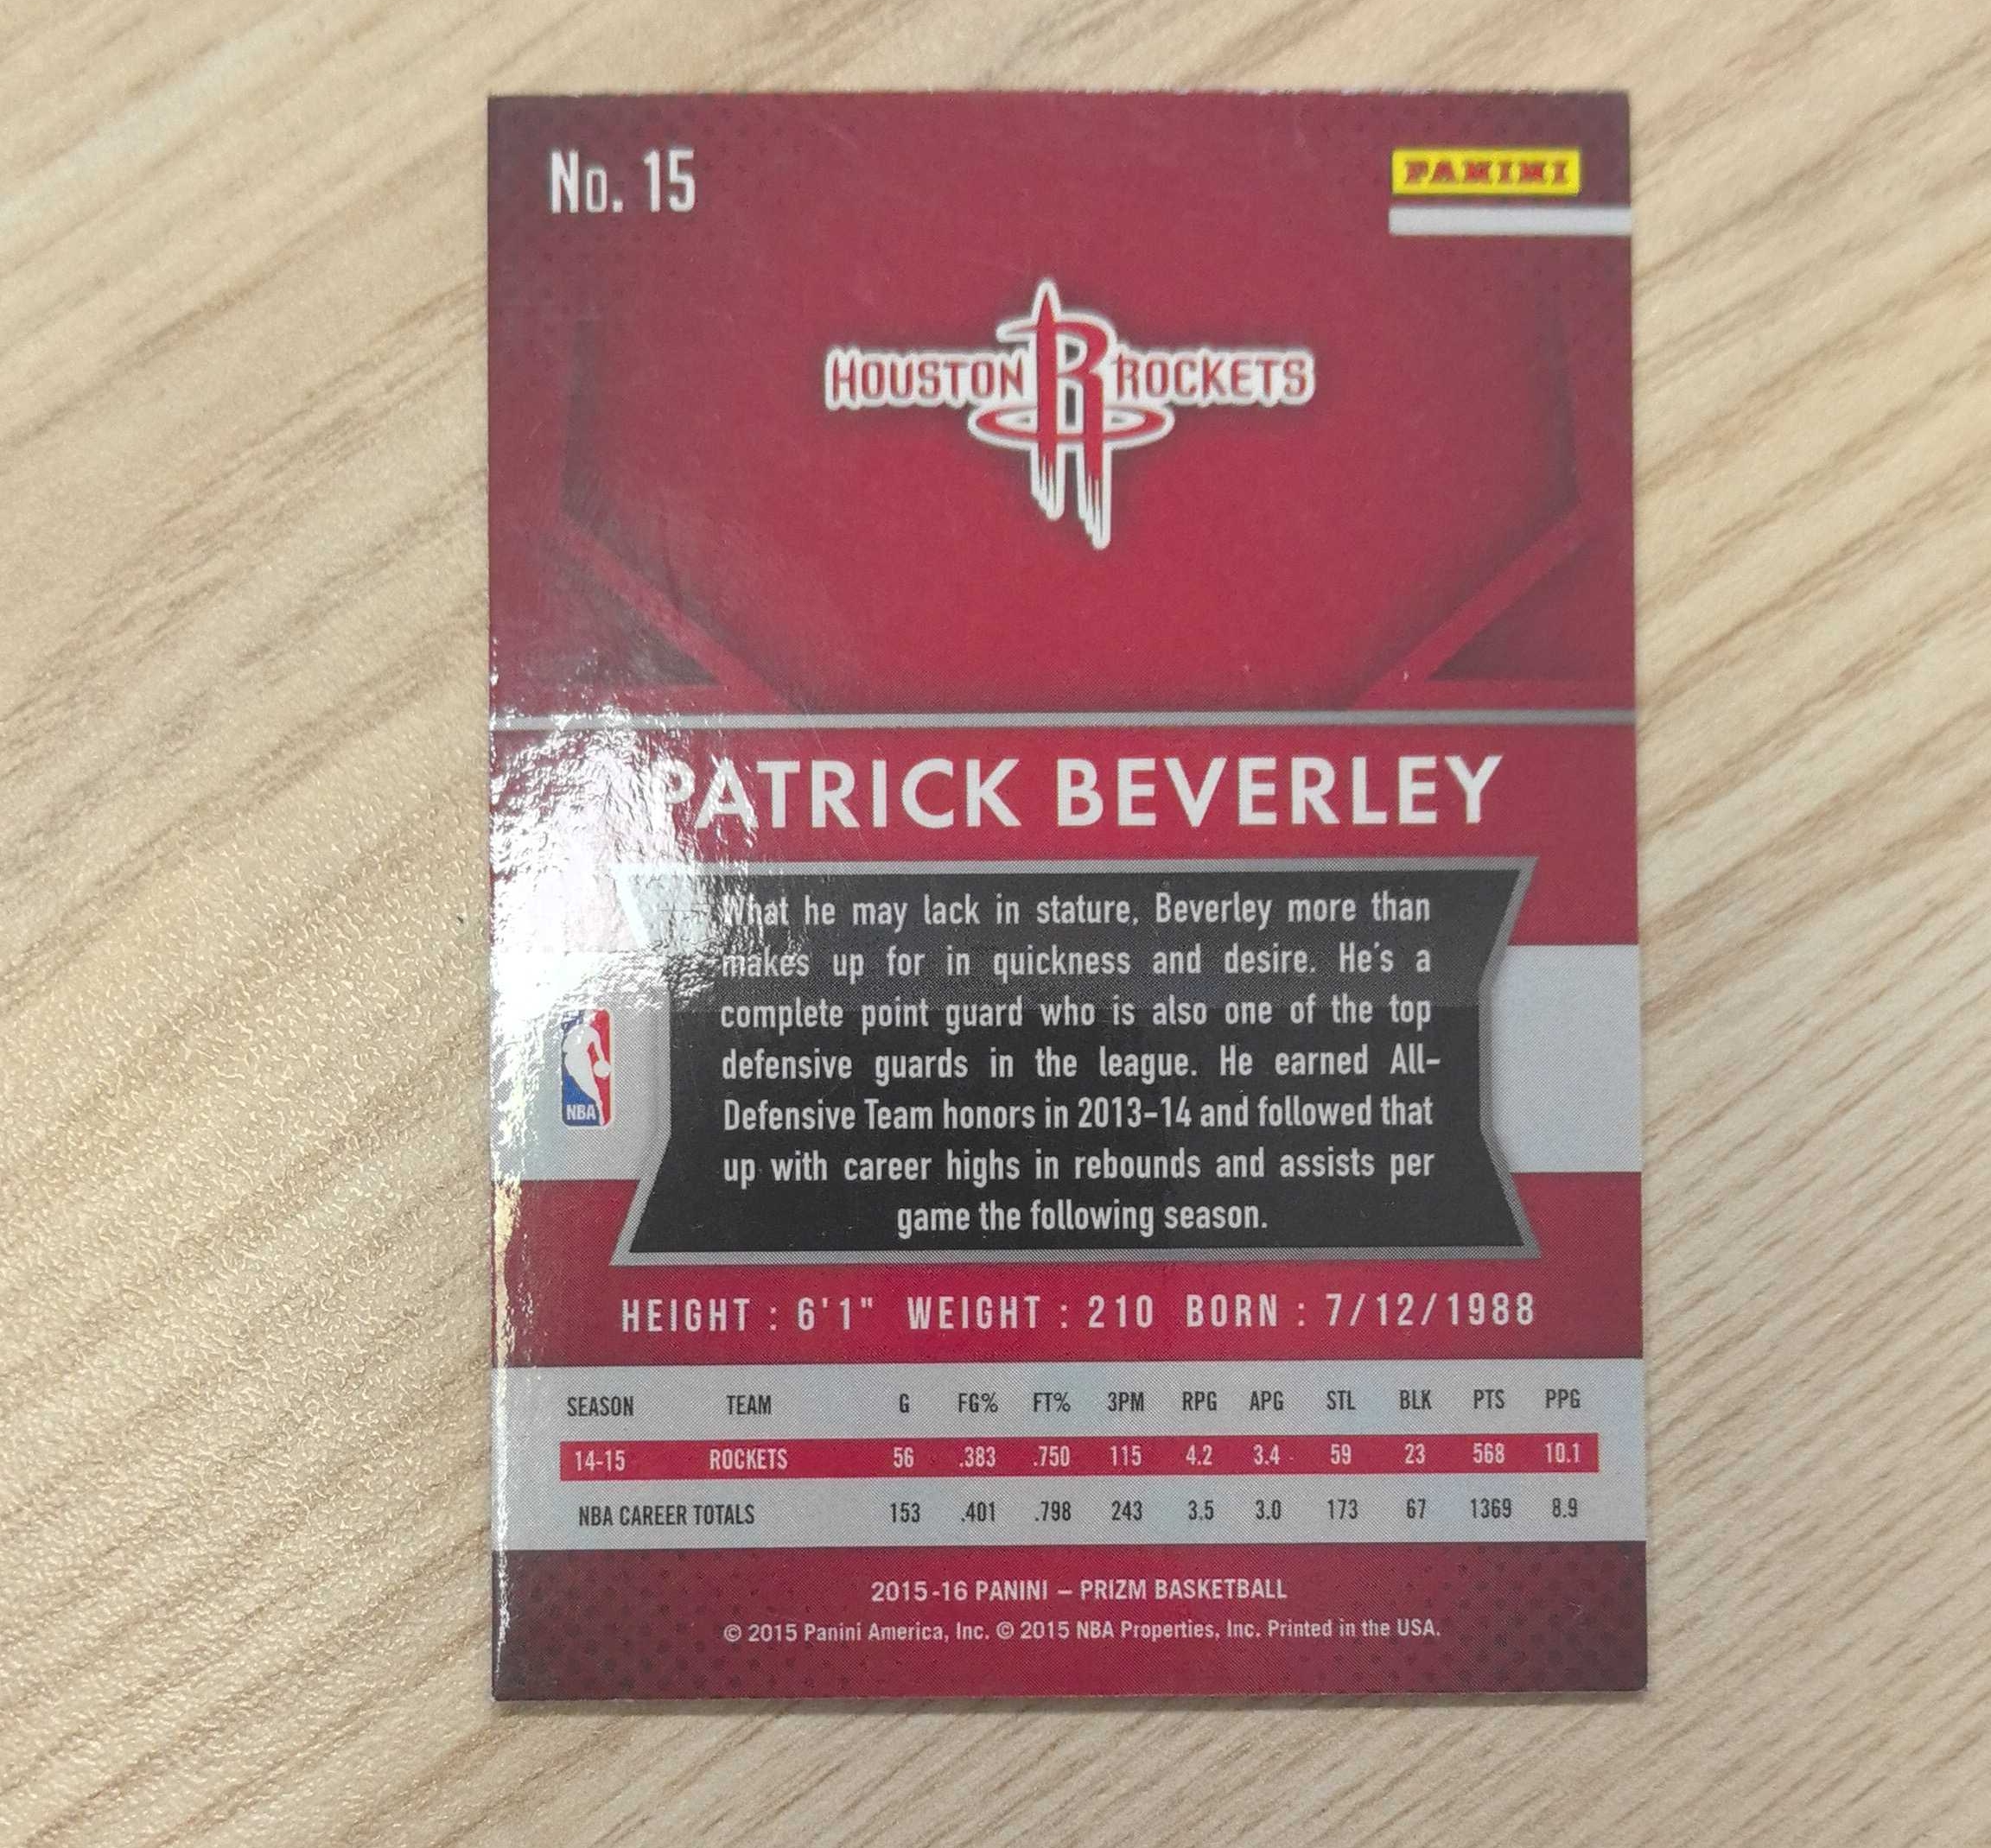 No. 15
PANINI
HOUSTON R ROCKETS
PATRICK BEVERLEY
What he may lack in stature, Beverley more than
makes up for in quickness and desire. He's a
complete point guard who is also one of the top
defensive guards in the league. He earned All-
Defensive Team honors in 2013-14 and followed that
up with career highs in rebounds and assists per
game the following season.
NBA
HEIGHT : 6'1" WEIGHT : 210 BORN : 7/12/1988
SEASON TEAM G FG% FT% 3PM RPG APG STL BLK PTS PPG
14-15 ROCKETS 56 .383 .750 115 4.2 3.4 59 23 568 10.1
NBA CAREER TOTALS 153 .401 .798 243 3.5 3.0 173 67 1369 8.9
2015-16 PANINI – PRIZM BASKETBALL
© 2015 Panini America, Inc. © 2015 NBA Properties, Inc. Printed in the USA.